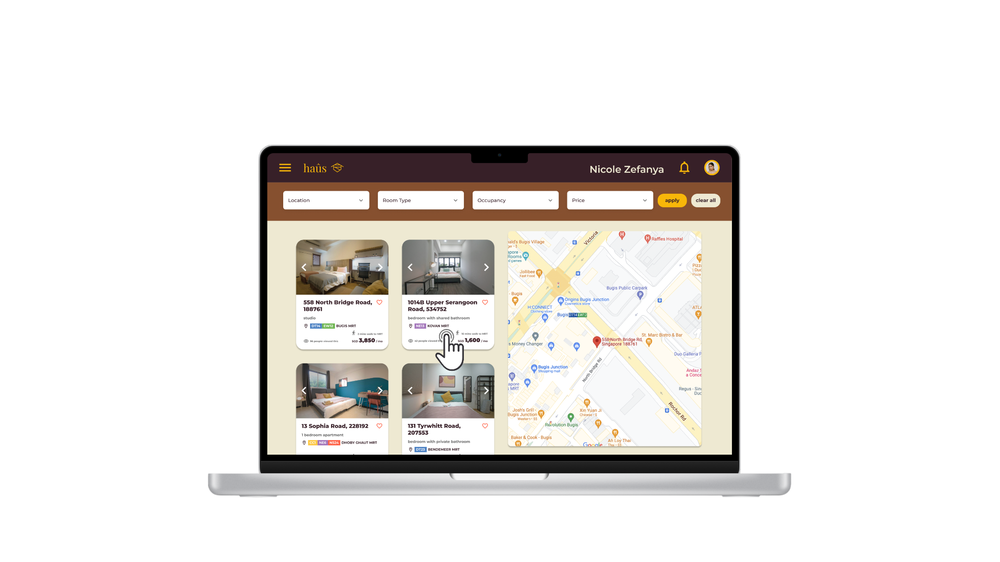 haûs
Nicole Zefanya
Location
Room Type
Occupancy
Price
apply
clear all
558 North Bridge Road,
188761
studio
DT14 EW12 BUGIS MRT
2 mins walk to MRT
96 people viewed this
SGD 3,850 / mo
1014B Upper Serangoon
Road, 534752
bedroom with shared bathroom
NE13 KOVAN MRT
10 mins walk to MRT
42 people viewed
SGD 1,600 / mo
13 Sophia Road, 228192
1 bedroom apartment
CC1 NE6 NS24 DHOBY GHAUT MRT
131 Tyrwhitt Road,
207553
bedroom with private bathroom
DT23 BENDEMEER MRT
Victoria
H
H Raffles Hospital
nald's Bugis Village
ger · $
apore -
Rooms
d games
Jollibee
Fast Food
Pizza
| Duo
Pizza
Bugis Public Carpark
P
- Bugis
Origins Bugis Junction
Cosmetics store
H:CONNECT
Clothing store
Bugis DT14 EW12
ATLA
558 North Bridge Rd,
Singapore 188761
St. Marc Bistro & Bar
s Money Changer
Duo Galleria P
North Bridge Rd
Bugis Junction
Shopping mall
Andaz S
a Conce
apore
s MRT
Regus - Sing
Duo
Rochor Rd
Josh's Grill -
Bugis Junction
Western · $$
Xin Yuan Ji
Chinese · $
Revolution Bugis
Baker & Cook - Bugis
Ah Loy Thai
Thai · $$
Google